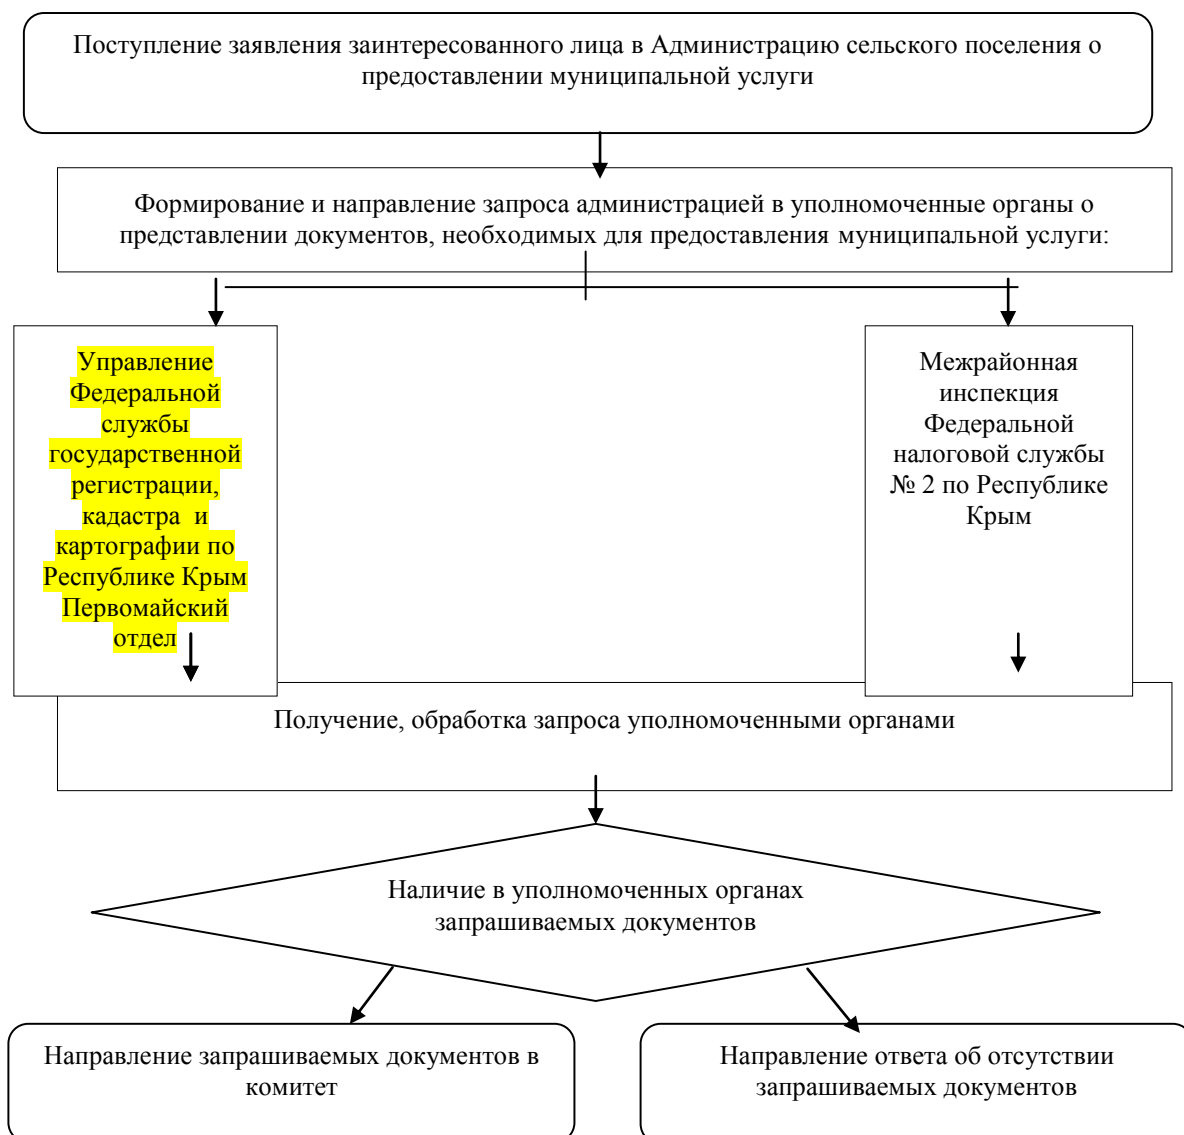 Поступление заявления заинтересованного лица в Администрацию сельского поселения о
предоставлении муниципальной услуги
Формирование и направление запроса администрацией в уполномоченные органы о
представлении документов, необходимых для предоставления муниципальной услуги:
Управление
Федеральной
службы
государственной
регистрации,
кадастра и
картографии по
Республике Крым
Первомайский
отдел
Межрайонная
инспекция
Федеральной
налоговой службы
№ 2 по Республике
Крым
Получение, обработка запроса уполномоченными органами
Наличие в уполномоченных органах
запрашиваемых документов
Направление запрашиваемых документов в
комитет
Направление ответа об отсутствии
запрашиваемых документов